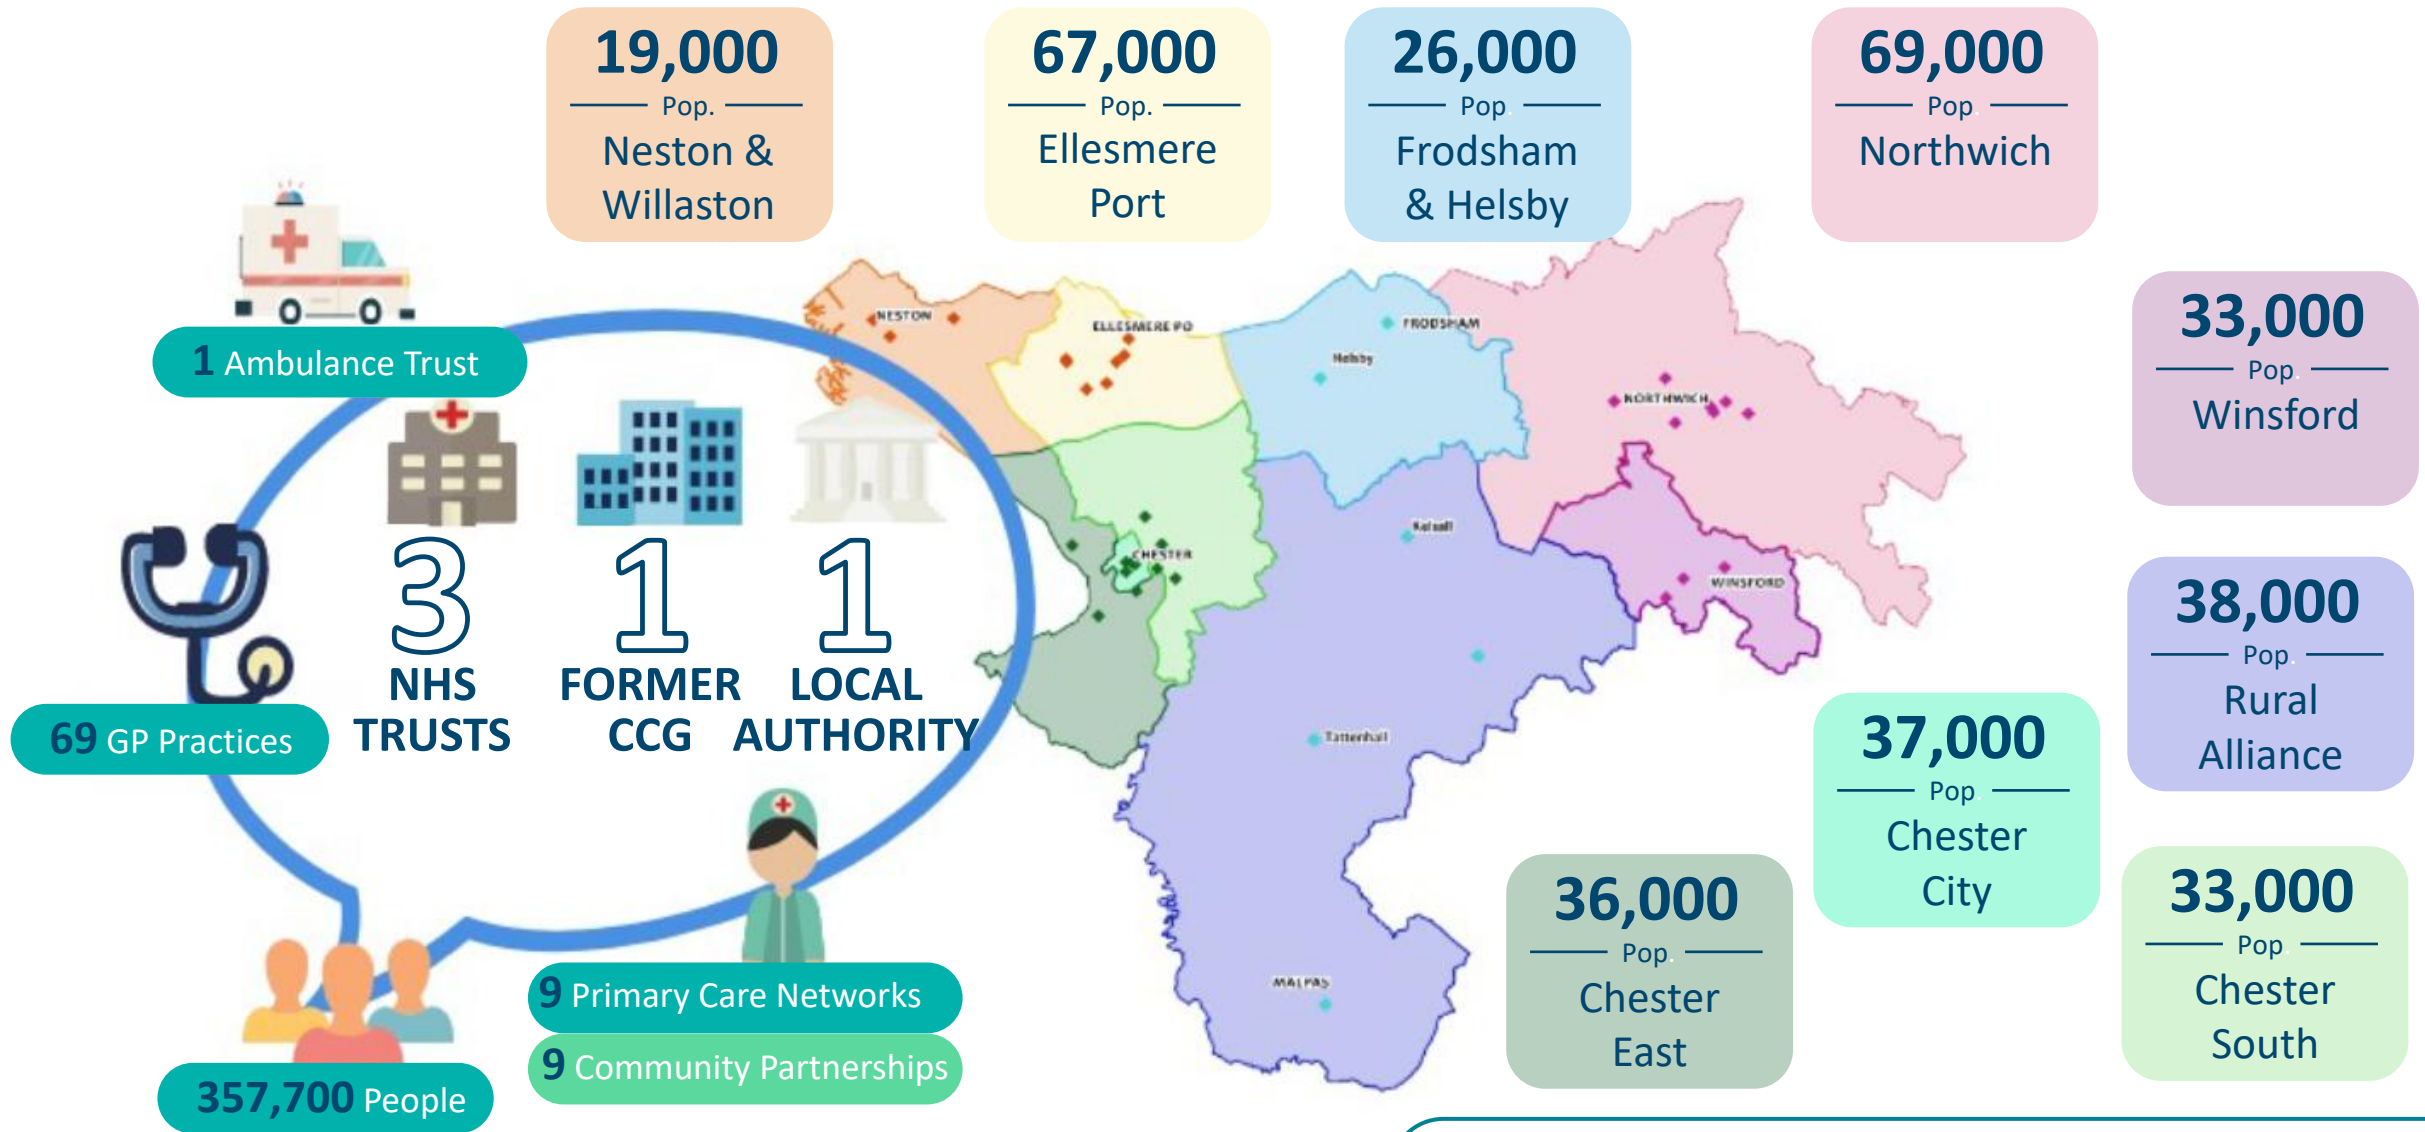 19,000
Pop.
Neston &
Willaston
67,000
Pop.
Ellesmere
Port
26,000
Pop.
Frodsham
& Helsby
69,000
Pop.
Northwich
33,000
Pop.
Winsford
38,000
Pop.
Rural
Alliance
37,000
Pop.
Chester
City
36,000
Pop.
Chester
East
33,000
Pop.
Chester
South
1 Ambulance Trust
3
NHS
TRUSTS
1
FORMER
CCG
1
LOCAL
AUTHORITY
69 GP Practices
9 Primary Care Networks
9 Community Partnerships
357,700 People
NESTON
ELLESMERE PO
FRODSHAM
Helsby
NORTHWICH
Kelsall
CHESTER
WINSFORD
Tattenhall
MALPAS